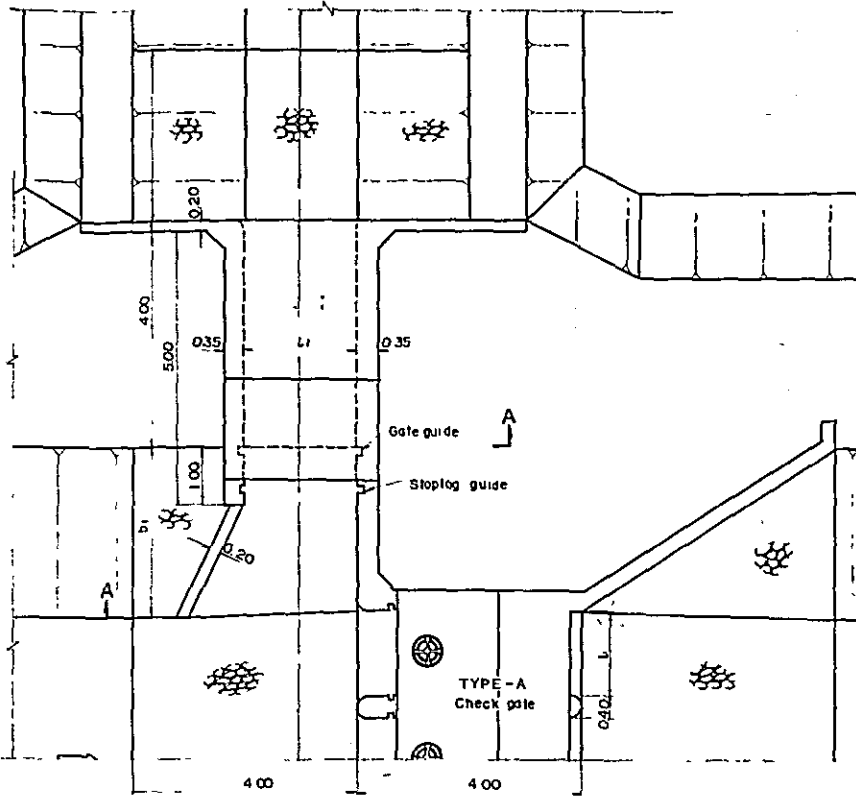 0.20
4.00
5.00
0.35
L1
0.35
A
Gate guide
1.00
Stoplog guide
b1
0.20
A
TYPE-A
Check gate
L
0.40
4.00
4.00